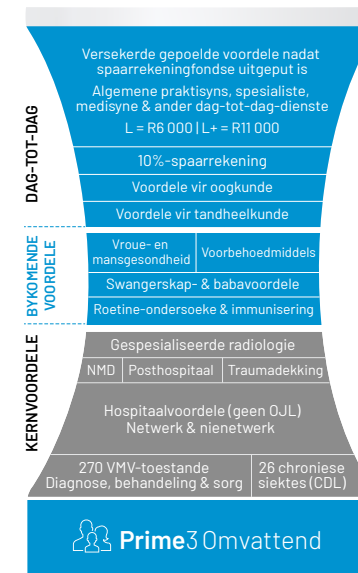 DAG-TOT-DAG
Versekerde gepoelde voordele nadat
spaarrekeningfondse uitgeput is
Algemene praktisyns, spesialiste,
medisyne & ander dag-tot-dag-dienste
L = R6 000 | L+ = R11 000
10%-spaarrekening
Voordele vir oogkunde
Voordele vir tandheelkunde
BYKOMENDE
VOORDELE
Vroue- en
mansgesondheid
Voorbehoedmiddels
Swangerskap- & babavoordele
Roetine-ondersoeke & immunisering
KERNVOORDELE
Gespesialiseerde radiologie
NMD
Posthospitaal
Traumadekking
Hospitaalvoordele (geen OJL)
Netwerk & nienetwerk
270 VMV-toestande
Diagnose, behandeling & sorg
26 chroniese
siektes (CDL)
Prime3 Omvattend